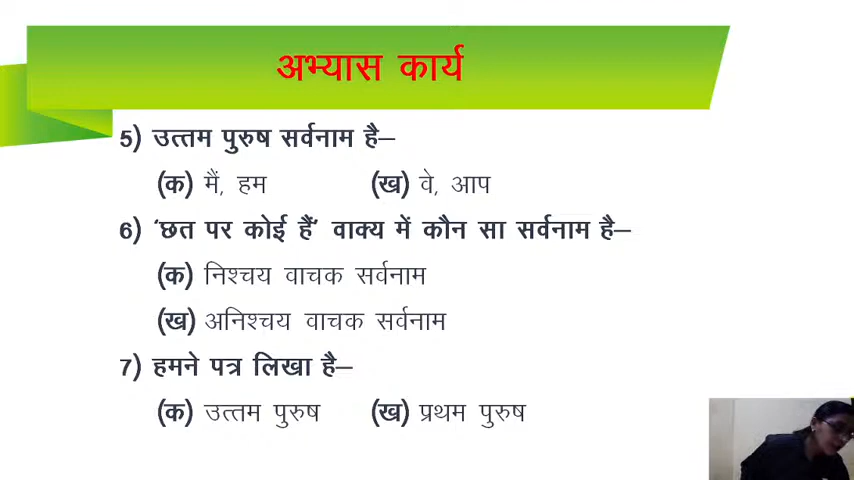 अभ्यास कार्य
5) उत्तम पुरुष सर्वनाम है–
(क) मैं, हम (ख) वे, आप
6) 'छत पर कोई हैं' वाक्य में कौन सा सर्वनाम है–
(क) निश्चय वाचक सर्वनाम
(ख) अनिश्चय वाचक सर्वनाम
7) हमने पत्र लिखा है–
(क) उत्तम पुरुष (ख) प्रथम पुरुष